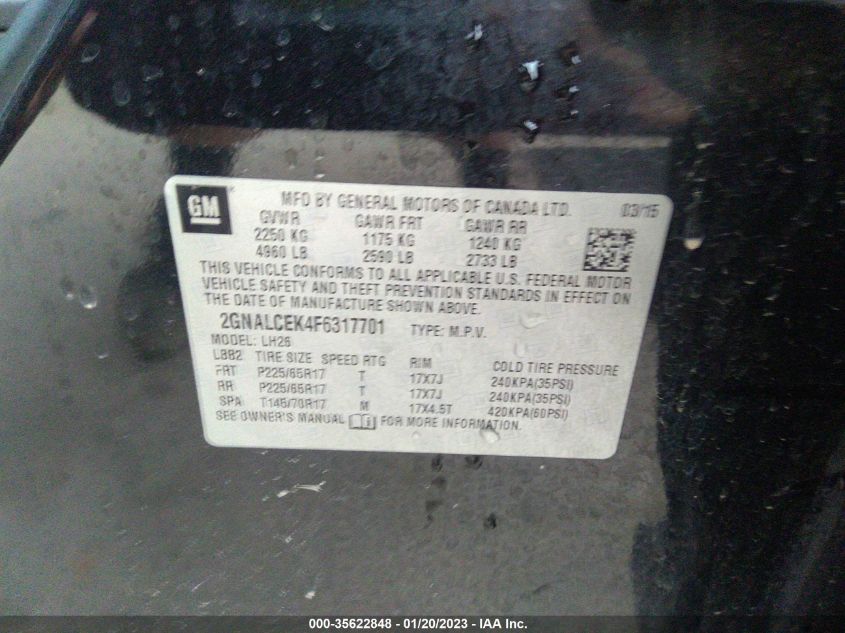 GM® MFD BY GENERAL MOTORS OF CANADA LTD. 03/15
GVWR GAWR FRT GAWR RR
2250 KG 1175 KG 1240 KG
4960 LB 2590 LB 2733 LB
THIS VEHICLE CONFORMS TO ALL APPLICABLE U.S. FEDERAL MOTOR
VEHICLE SAFETY AND THEFT PREVENTION STANDARDS IN EFFECT ON
THE DATE OF MANUFACTURE SHOWN ABOVE.
2GNALCEK4F6317701 TYPE: M.P.V.
MODEL: LH26
L882 TIRE SIZE SPEED RTG RIM COLD TIRE PRESSURE
FRT P225/65R17 T 17X7J 240KPA(35PSI)
RR P225/65R17 T 17X7J 240KPA(35PSI)
SPA T145/70R17 M 17X4.5T 420KPA(60PSI)
SEE OWNER'S MANUAL FOR MORE INFORMATION.
000-35622848 - 01/20/2023 - IAA Inc.